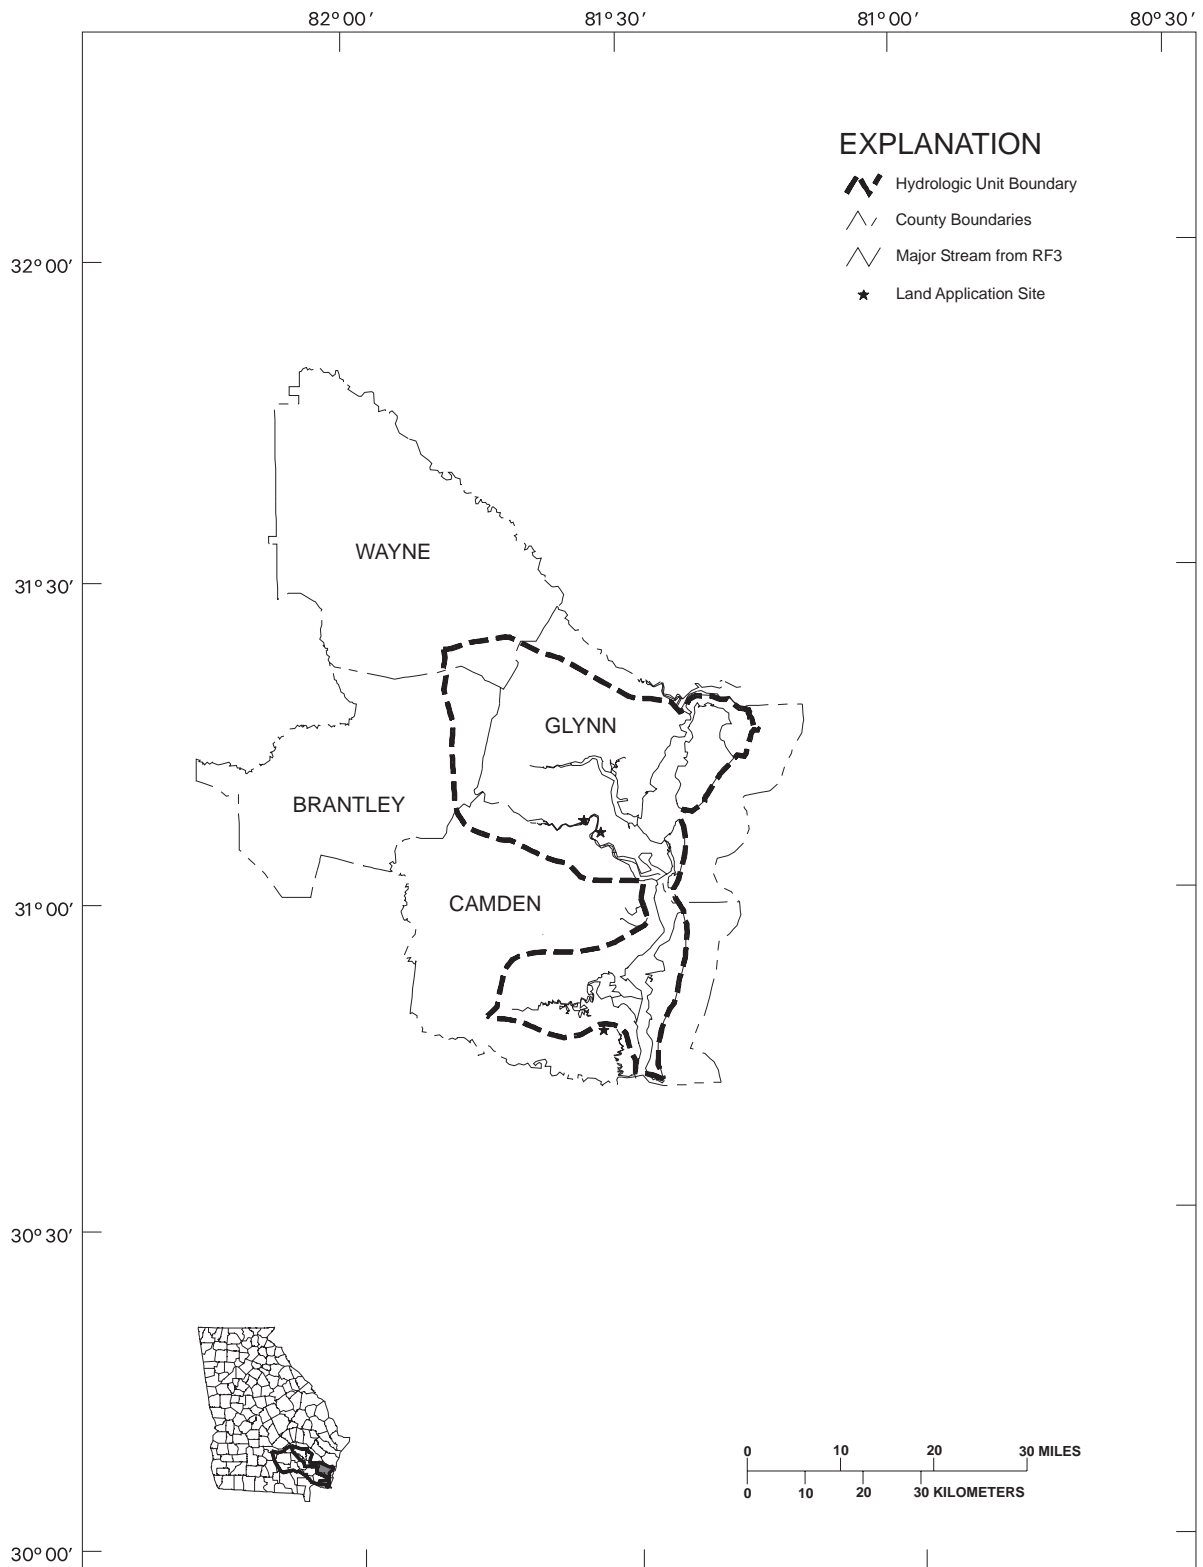 82°00′ 81°30′ 81°00′ 80°30′
EXPLANATION
Hydrologic Unit Boundary
County Boundaries
Major Stream from RF3
Land Application Site
32°00′
WAYNE
31°30′
GLYNN
BRANTLEY
31°00′
CAMDEN
30°30′
0 10 20 30 MILES
0 10 20 30 KILOMETERS
30°00′